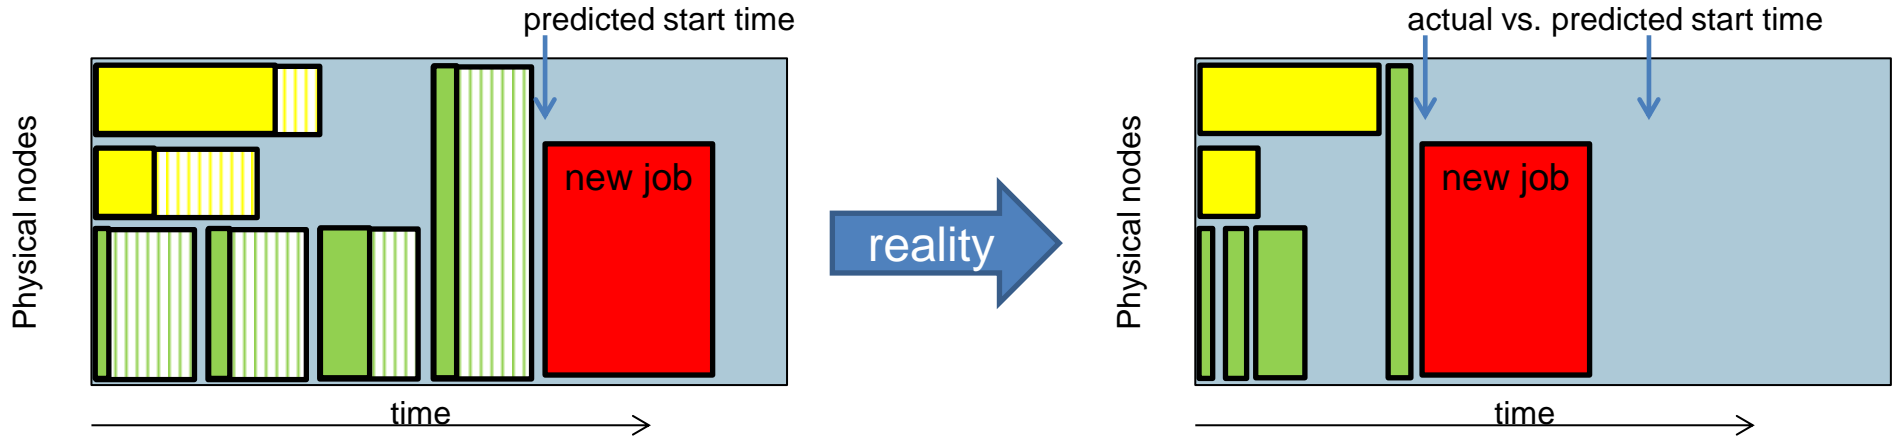 predicted start time
Physical nodes
new job
time
reality
actual vs. predicted start time
Physical nodes
new job
time